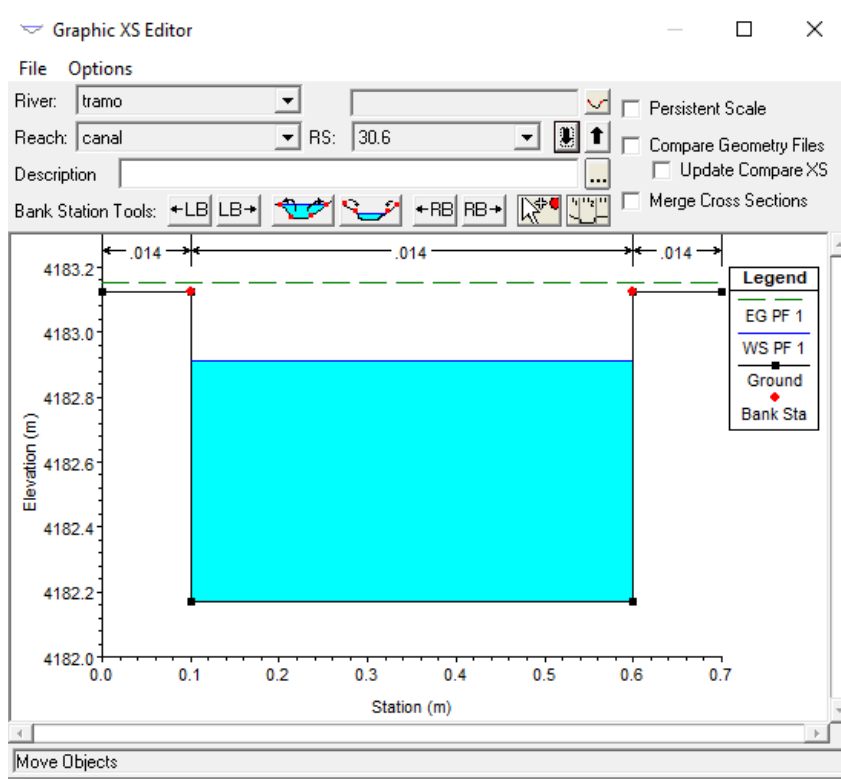 Graphic XS Editor
File Options
River: tramo
Reach: canal RS: 30.6
Description ...
Bank Station Tools: LB LB RB RB
Persistent Scale
Compare Geometry Files
Update Compare XS
Merge Cross Sections
.014 .014 .014
4183.2
4183.0
4182.8
4182.6
4182.4
4182.2
4182.0
Elevation (m)
0.0 0.1 0.2 0.3 0.4 0.5 0.6 0.7
Station (m)
Legend
EG PF 1
WS PF 1
Ground
Bank Sta
Move Objects